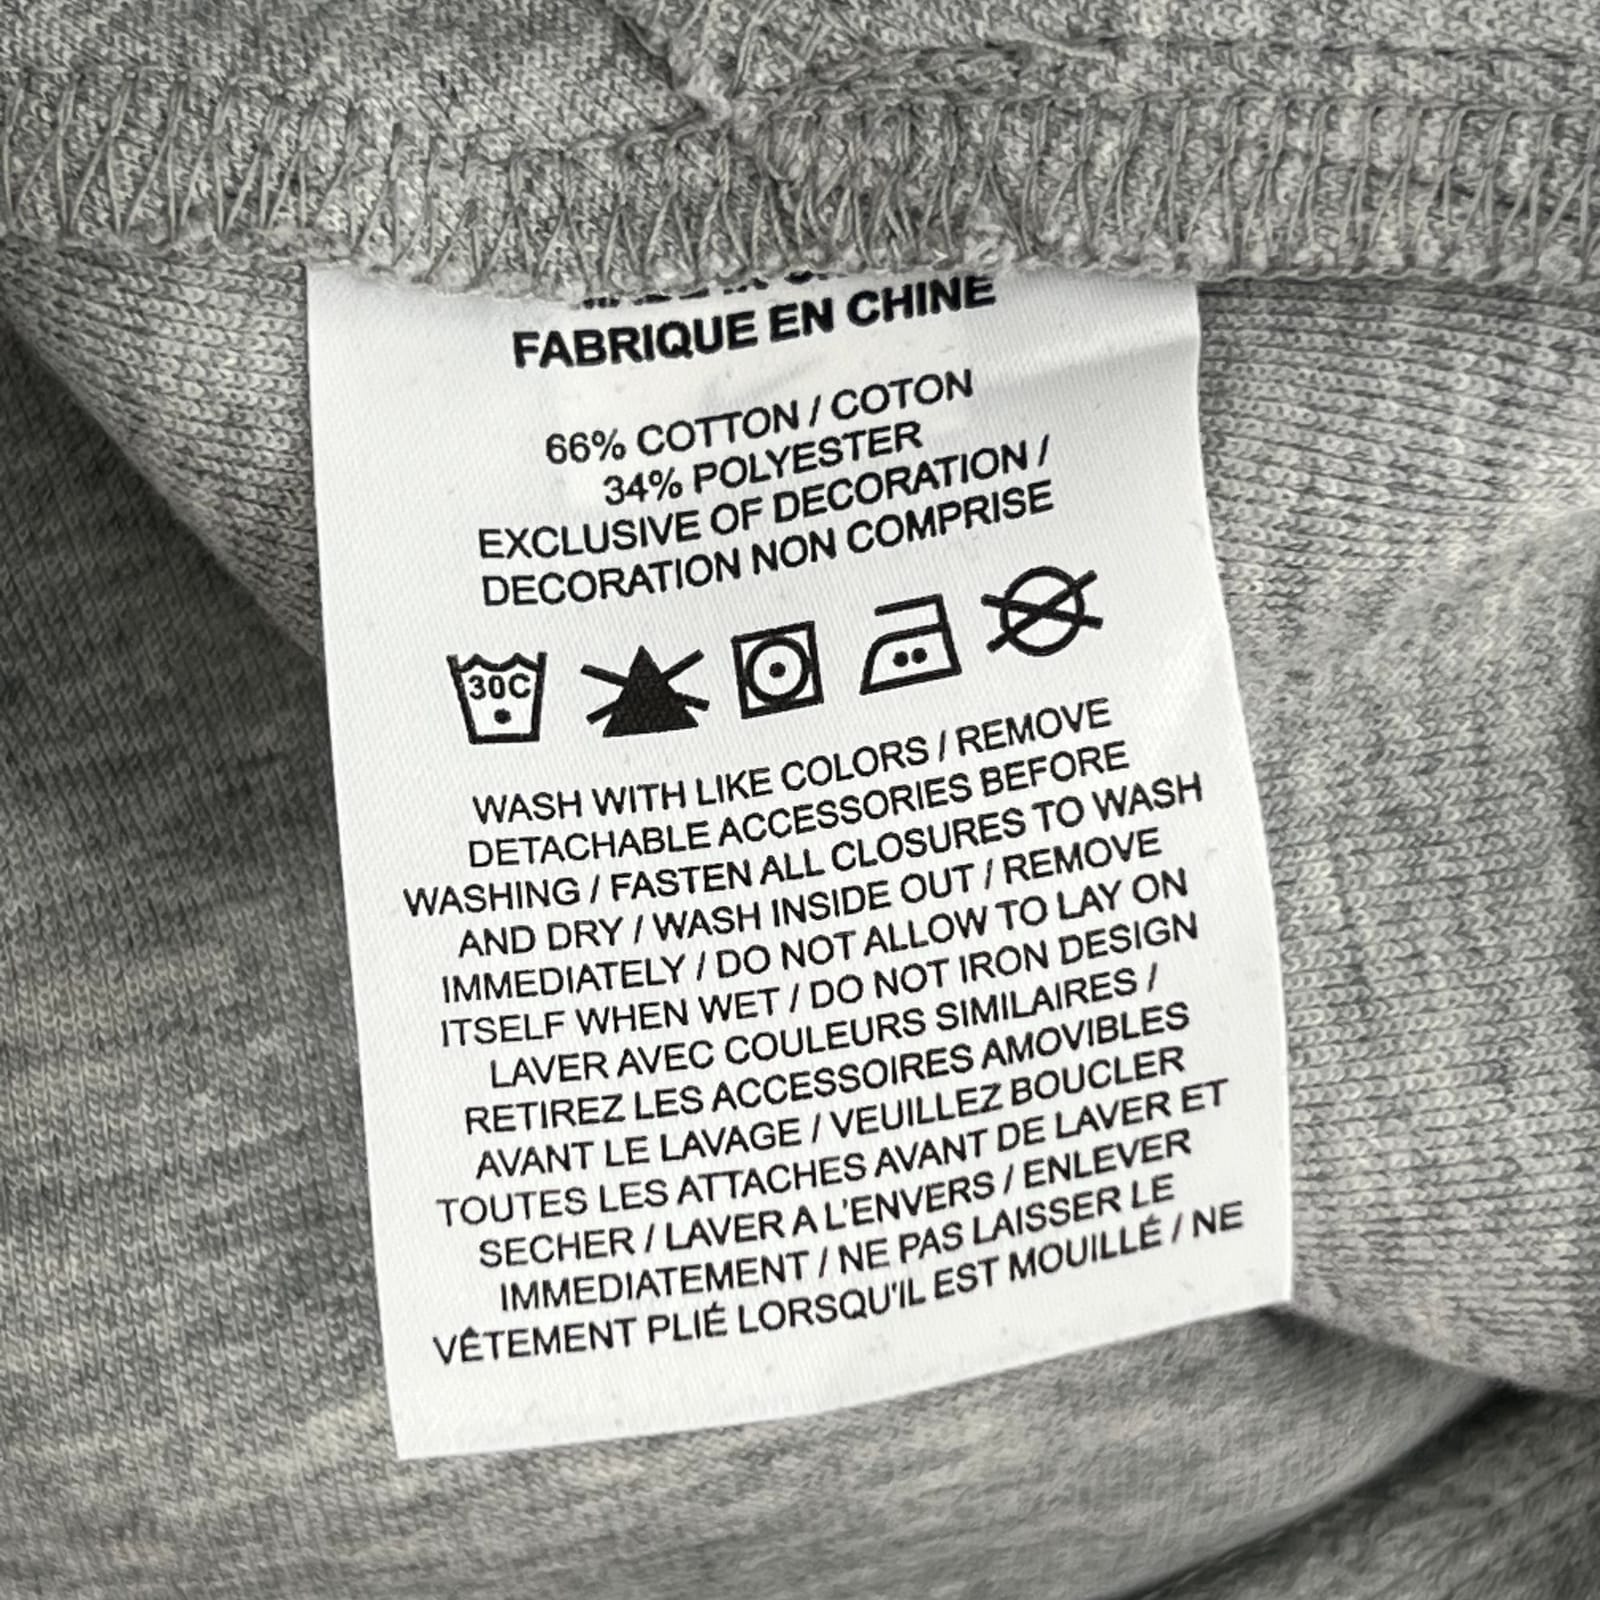 FABRIQUE EN CHINE
66% COTTON / COTON
34% POLYESTER
EXCLUSIVE OF DECORATION /
DECORATION NON COMPRISE
30C
WASH WITH LIKE COLORS / REMOVE
DETACHABLE ACCESSORIES BEFORE
WASHING / FASTEN ALL CLOSURES TO WASH
AND DRY / WASH INSIDE OUT / REMOVE
IMMEDIATELY / DO NOT ALLOW TO LAY ON
ITSELF WHEN WET / DO NOT IRON DESIGN
LAVER AVEC COULEURS SIMILAIRES /
RETIREZ LES ACCESSOIRES AMOVIBLES
AVANT LE LAVAGE / VEUILLEZ BOUCLER
TOUTES LES ATTACHES AVANT DE LAVER ET
SECHER / LAVER A L'ENVERS / ENLEVER
IMMEDIATEMENT / NE PAS LAISSER LE
VÊTEMENT PLIÉ LORSQU'IL EST MOUILLÉ / NE